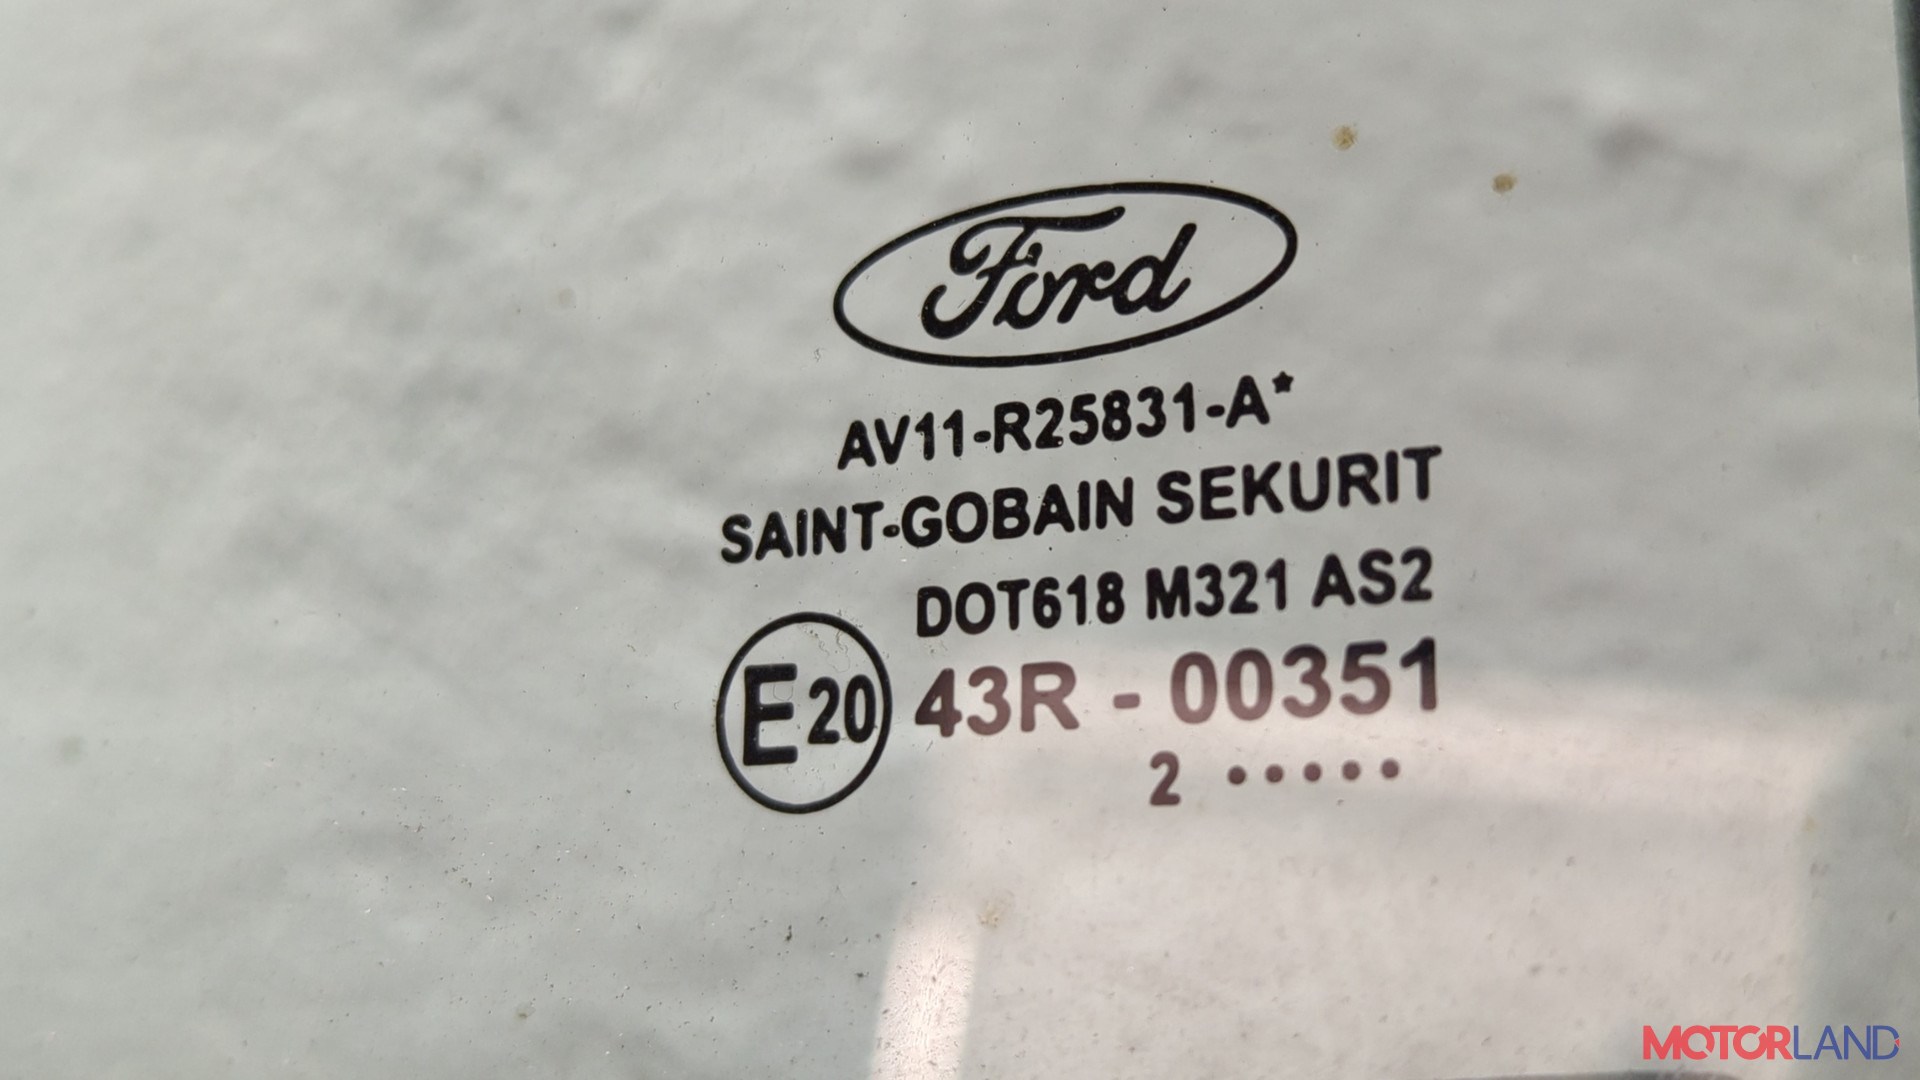 Ford
AV11-R25831-A*
SAINT-GOBAIN SEKURIT
DOT618 M321 AS2
E20 43R - 00351
2 •••••
MOTORLAND